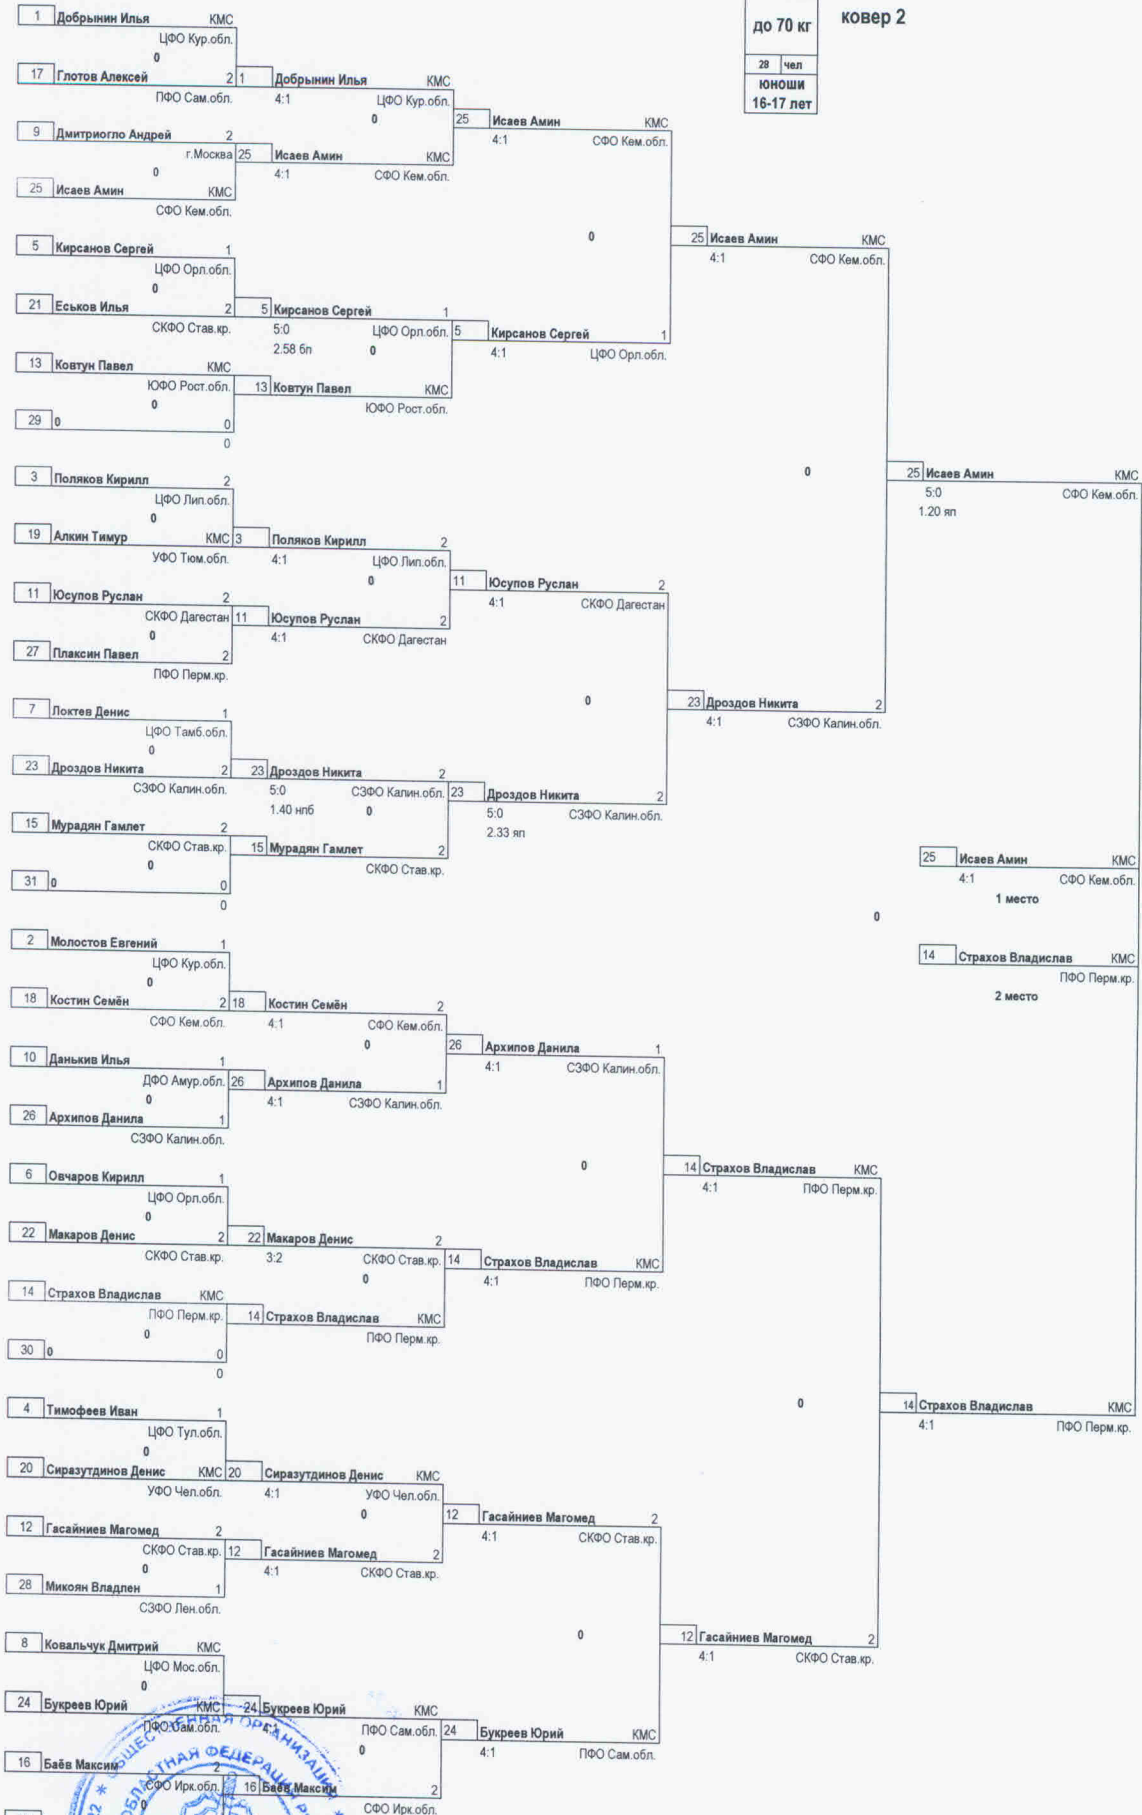 до 70 кг
ковер 2
28 чел
юноши
16-17 лет
1 Добрынин Илья КМС
ЦФО Кур.обл.
0
17 Глотов Алексей 2
ПФО Сам.обл.
9 Дмитриогло Андрей 2
г.Москва
0
25 Исаев Амин КМС
СФО Кем.обл.
5 Кирсанов Сергей 1
ЦФО Орл.обл.
0
21 Еськов Илья 2
СКФО Став.кр.
13 Ковтун Павел КМС
ЮФО Рост.обл.
0
29 0 0
0
3 Поляков Кирилл 2
ЦФО Лип.обл.
0
19 Алкин Тимур КМС
УФО Тюм.обл.
11 Юсупов Руслан 2
СКФО Дагестан
0
27 Плаксин Павел 2
ПФО Перм.кр.
7 Локтев Денис 1
ЦФО Тамб.обл.
0
23 Дроздов Никита 2
СЗФО Калин.обл.
15 Мурадян Гамлет 2
СКФО Став.кр.
0
31 0 0
0
2 Молостов Евгений 1
ЦФО Кур.обл.
0
18 Костин Семён 2
СФО Кем.обл.
10 Данькив Илья 1
ДФО Амур.обл.
0
26 Архипов Данила 1
СЗФО Калин.обл.
6 Овчаров Кирилл 1
ЦФО Орл.обл.
0
22 Макаров Денис 2
СКФО Став.кр.
14 Страхов Владислав КМС
ПФО Перм.кр.
0
30 0 0
0
4 Тимофеев Иван 1
ЦФО Тул.обл.
0
20 Сиразутдинов Денис КМС
УФО Чел.обл.
12 Гасайниев Магомед 2
СКФО Став.кр.
0
28 Микоян Владлен 1
СЗФО Лен.обл.
8 Ковальчук Дмитрий КМС
ЦФО Мос.обл.
0
24 Букреев Юрий КМС
ПФО Сам.обл.
16 Баёв Максим 2
СФО Ирк.обл.
0
1 Добрынин Илья КМС
4:1 ЦФО Кур.обл.
0
25 Исаев Амин КМС
4:1 СФО Кем.обл.
5 Кирсанов Сергей 1
5:0 ЦФО Орл.обл.
2.58 бп 0
13 Ковтун Павел КМС
ЮФО Рост.обл.
3 Поляков Кирилл 2
4:1 ЦФО Лип.обл.
0
11 Юсупов Руслан 2
4:1 СКФО Дагестан
23 Дроздов Никита 2
5:0 СЗФО Калин.обл.
1.40 нпб 0
15 Мурадян Гамлет 2
СКФО Став.кр.
18 Костин Семён 2
4:1 СФО Кем.обл.
0
26 Архипов Данила 1
4:1 СЗФО Калин.обл.
22 Макаров Денис 2
3:2 СКФО Став.кр.
0
14 Страхов Владислав КМС
ПФО Перм.кр.
20 Сиразутдинов Денис КМС
4:1 УФО Чел.обл.
0
12 Гасайниев Магомед 2
4:1 СКФО Став.кр.
24 Букреев Юрий КМС
4:1 ПФО Сам.обл.
0
16 Баёв Максим 2
СФО Ирк.обл.
25 Исаев Амин КМС
4:1 СФО Кем.обл.
0
5 Кирсанов Сергей 1
4:1 ЦФО Орл.обл.
11 Юсупов Руслан 2
4:1 СКФО Дагестан
0
23 Дроздов Никита 2
5:0 СЗФО Калин.обл.
2.33 яп
26 Архипов Данила 1
4:1 СЗФО Калин.обл.
0
14 Страхов Владислав КМС
4:1 ПФО Перм.кр.
12 Гасайниев Магомед 2
4:1 СКФО Став.кр.
0
24 Букреев Юрий КМС
4:1 ПФО Сам.обл.
25 Исаев Амин КМС
4:1 СФО Кем.обл.
0
23 Дроздов Никита 2
4:1 СЗФО Калин.обл.
14 Страхов Владислав КМС
4:1 ПФО Перм.кр.
0
12 Гасайниев Магомед 2
4:1 СКФО Став.кр.
25 Исаев Амин КМС
5:0 СФО Кем.обл.
1.20 яп
0
14 Страхов Владислав КМС
4:1 ПФО Перм.кр.
25 Исаев Амин КМС
4:1 СФО Кем.обл.
1 место
14 Страхов Владислав КМС
ПФО Перм.кр.
2 место
ОБЩЕСТВЕННАЯ ОРГАНИЗАЦИЯ
ОБЛАСТНАЯ ФЕДЕРАЦИЯ